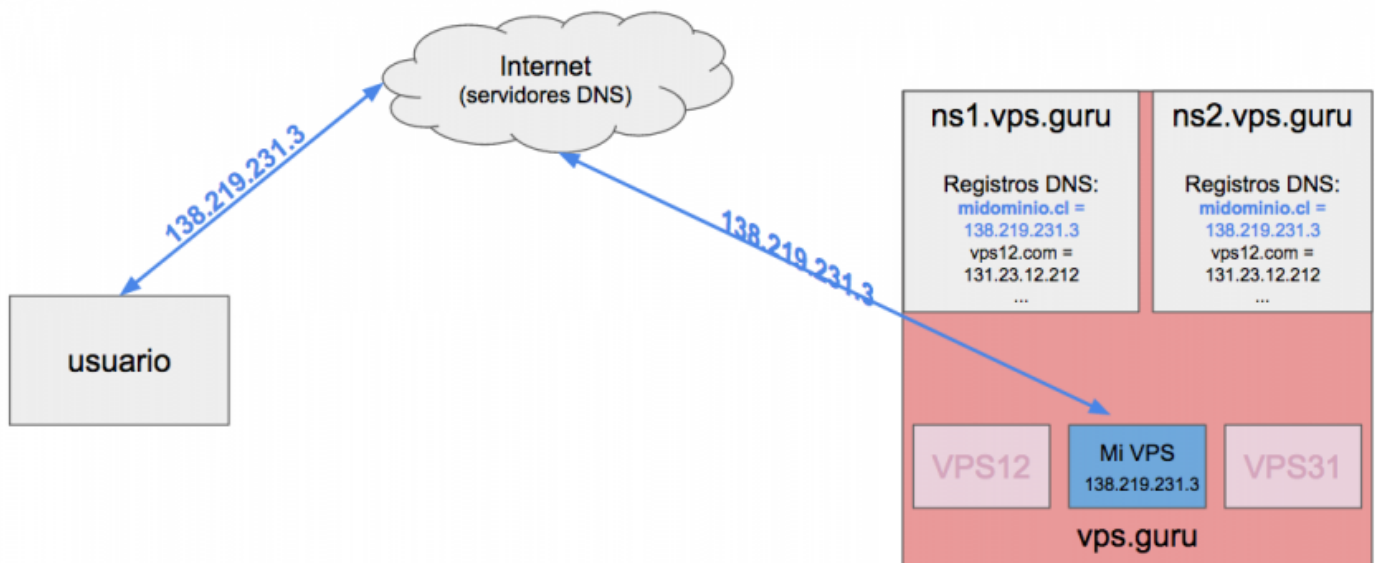 Internet
(servidores DNS)
138.219.231.3
usuario
138.219.231.3
ns1.vps.guru
Registros DNS:
midominio.cl =
138.219.231.3
vps12.com =
131.23.12.212
...
ns2.vps.guru
Registros DNS:
midominio.cl =
138.219.231.3
vps12.com =
131.23.12.212
...
VPS12
Mi VPS
138.219.231.3
VPS31
vps.guru